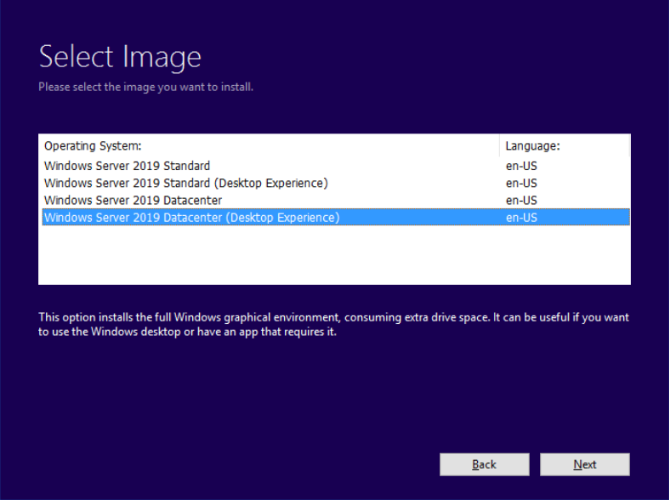 Select Image
Please select the image you want to install.
Operating System: Language:
Windows Server 2019 Standard en-US
Windows Server 2019 Standard (Desktop Experience) en-US
Windows Server 2019 Datacenter en-US
Windows Server 2019 Datacenter (Desktop Experience) en-US
This option installs the full Windows graphical environment, consuming extra drive space. It can be useful if you want
to use the Windows desktop or have an app that requires it.
Back Next